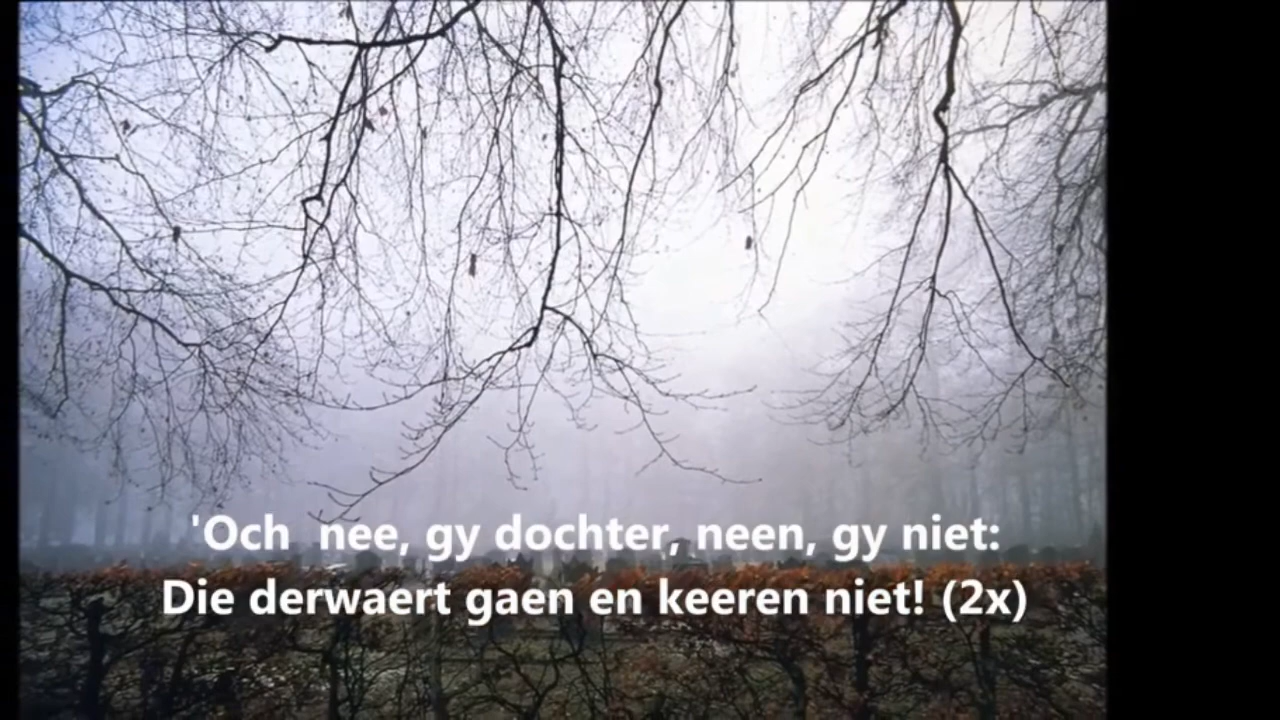 'Och  nee, gy dochter, neen, gy niet:
Die derwaert gaen en keeren niet! (2x)